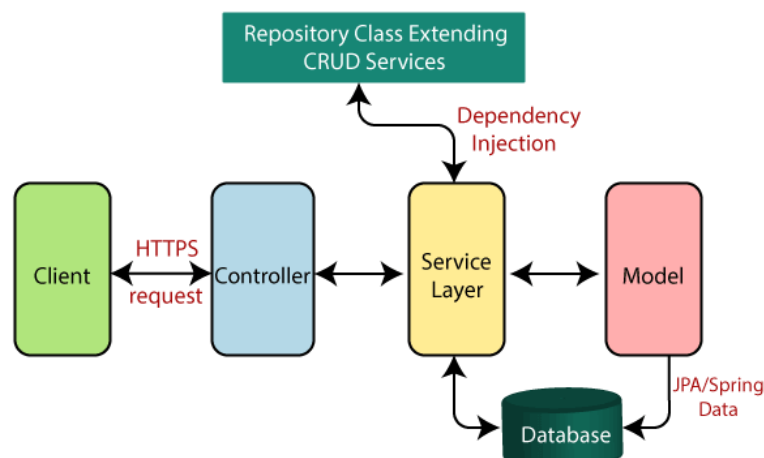 Repository Class Extending
CRUD Services
Dependency
Injection
HTTPS
request
Client
Controller
Service
Layer
Model
JPA/Spring
Data
Database